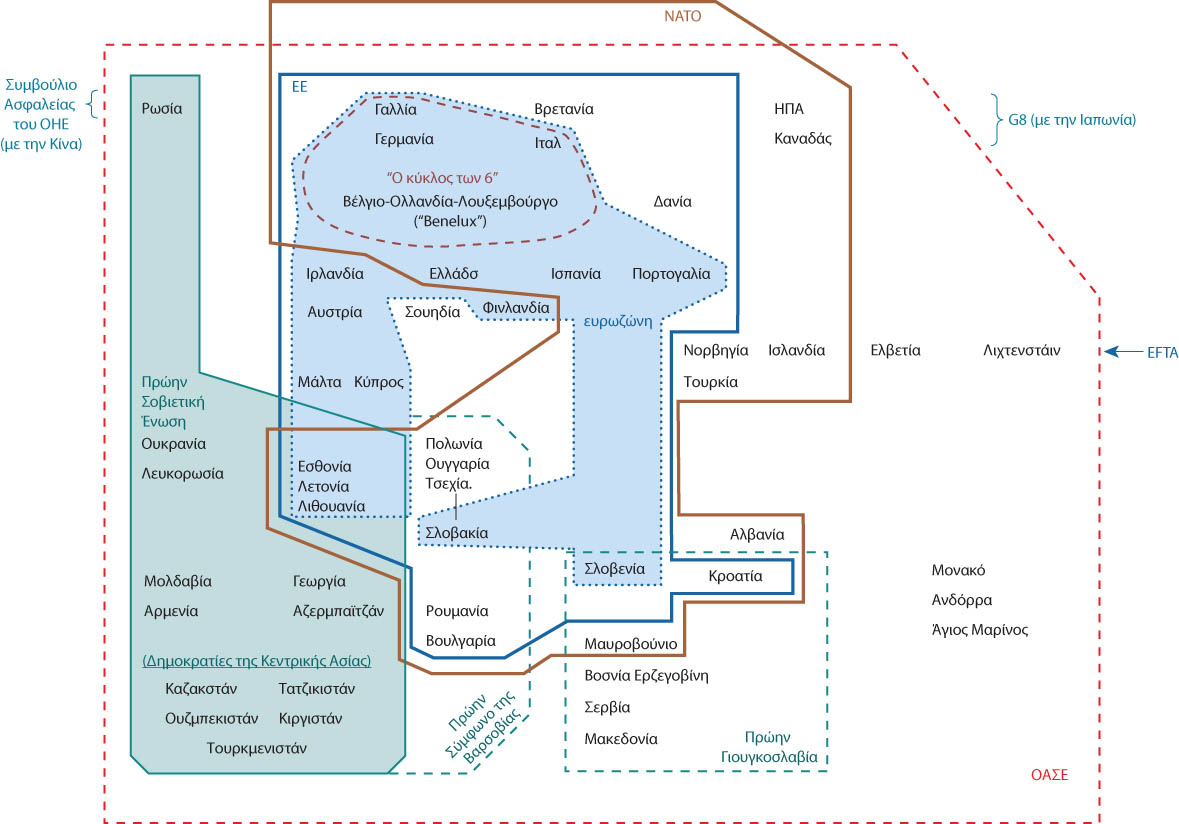 NATO
Συμβούλιο
Ασφαλείας
του ΟΗΕ
(με την Κίνα)
ΕΕ
Ρωσία
Γαλλία
Βρετανία
ΗΠΑ
G8 (με την Ιαπωνία)
Γερμανία
Ιταλ
Καναδάς
“Ο κύκλος των 6”
Βέλγιο-Ολλανδία-Λουξεμβούργο
(“Benelux”)
Δανία
Ιρλανδία
Ελλάδσ
Ισπανία
Πορτογαλία
Αυστρία
Σουηδία
Φινλανδία
ευρωζώνη
Νορβηγία
Ισλανδία
Ελβετία
Λιχτενστάιν
EFTA
Μάλτα
Κύπρος
Τουρκία
Πρώην
Σοβιετική
Ένωση
Ουκρανία
Λευκορωσία
Εσθονία
Λετονία
Λιθουανία
Πολωνία
Ουγγαρία
Τσεχία.
Σλοβακία
Αλβανία
Σλοβενία
Κροατία
Μολδαβία
Γεωργία
Αρμενία
Αζερμπαϊτζάν
Ρουμανία
Βουλγαρία
Μονακό
Ανδόρρα
Άγιος Μαρίνος
(Δημοκρατίες της Κεντρικής Ασίας)
Καζακστάν
Τατζικιστάν
Ουζμπεκιστάν
Κιργιστάν
Τουρκμενιστάν
Πρώην
Σύμφωνο της
Βαρσοβίας
Μαυροβούνιο
Βοσνία Ερζεγοβίνη
Σερβία
Μακεδονία
Πρώην
Γιουγκοσλαβία
ΟΑΣΕ